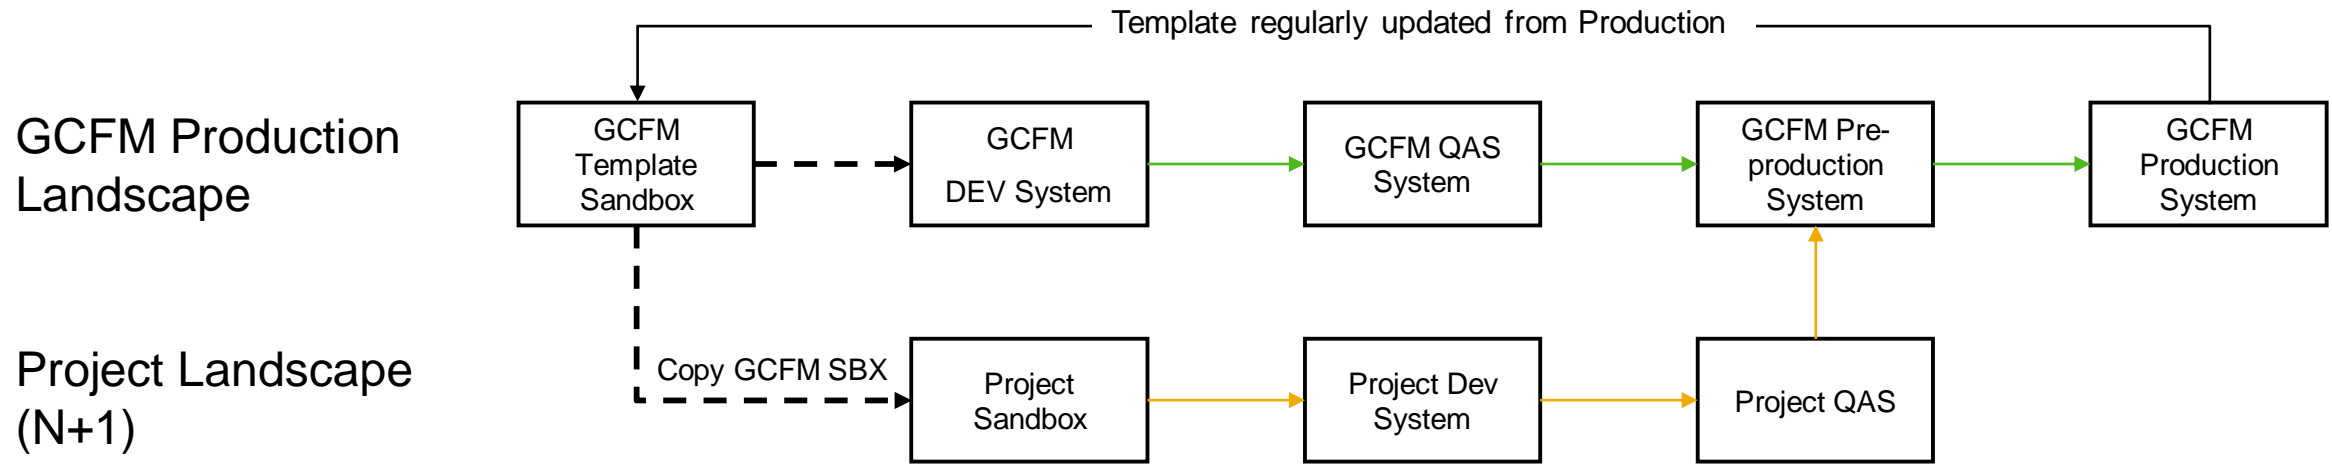 Template regularly updated from Production
GCFM Production
Landscape
GCFM
Template
Sandbox
GCFM
DEV System
GCFM QAS
System
GCFM Pre-
production
System
GCFM
Production
System
Project Landscape
(N+1)
Copy GCFM SBX
Project
Sandbox
Project Dev
System
Project QAS